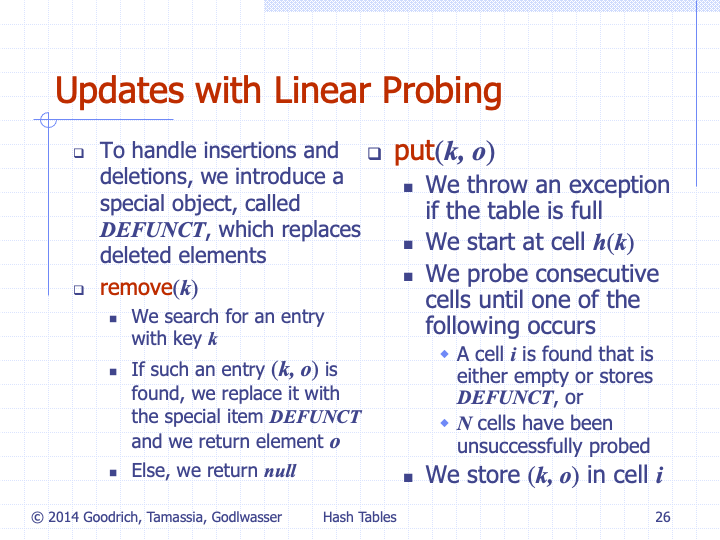 Updates with Linear Probing
To handle insertions and
deletions, we introduce a
special object, called
DEFUNCT, which replaces
deleted elements
remove(k)
We search for an entry
with key k
If such an entry (k, o) is
found, we replace it with
the special item DEFUNCT
and we return element o
Else, we return null
put(k, o)
We throw an exception
if the table is full
We start at cell h(k)
We probe consecutive
cells until one of the
following occurs
A cell i is found that is
either empty or stores
DEFUNCT, or
N cells have been
unsuccessfully probed
We store (k, o) in cell i
© 2014 Goodrich, Tamassia, Godlwasser
Hash Tables
26